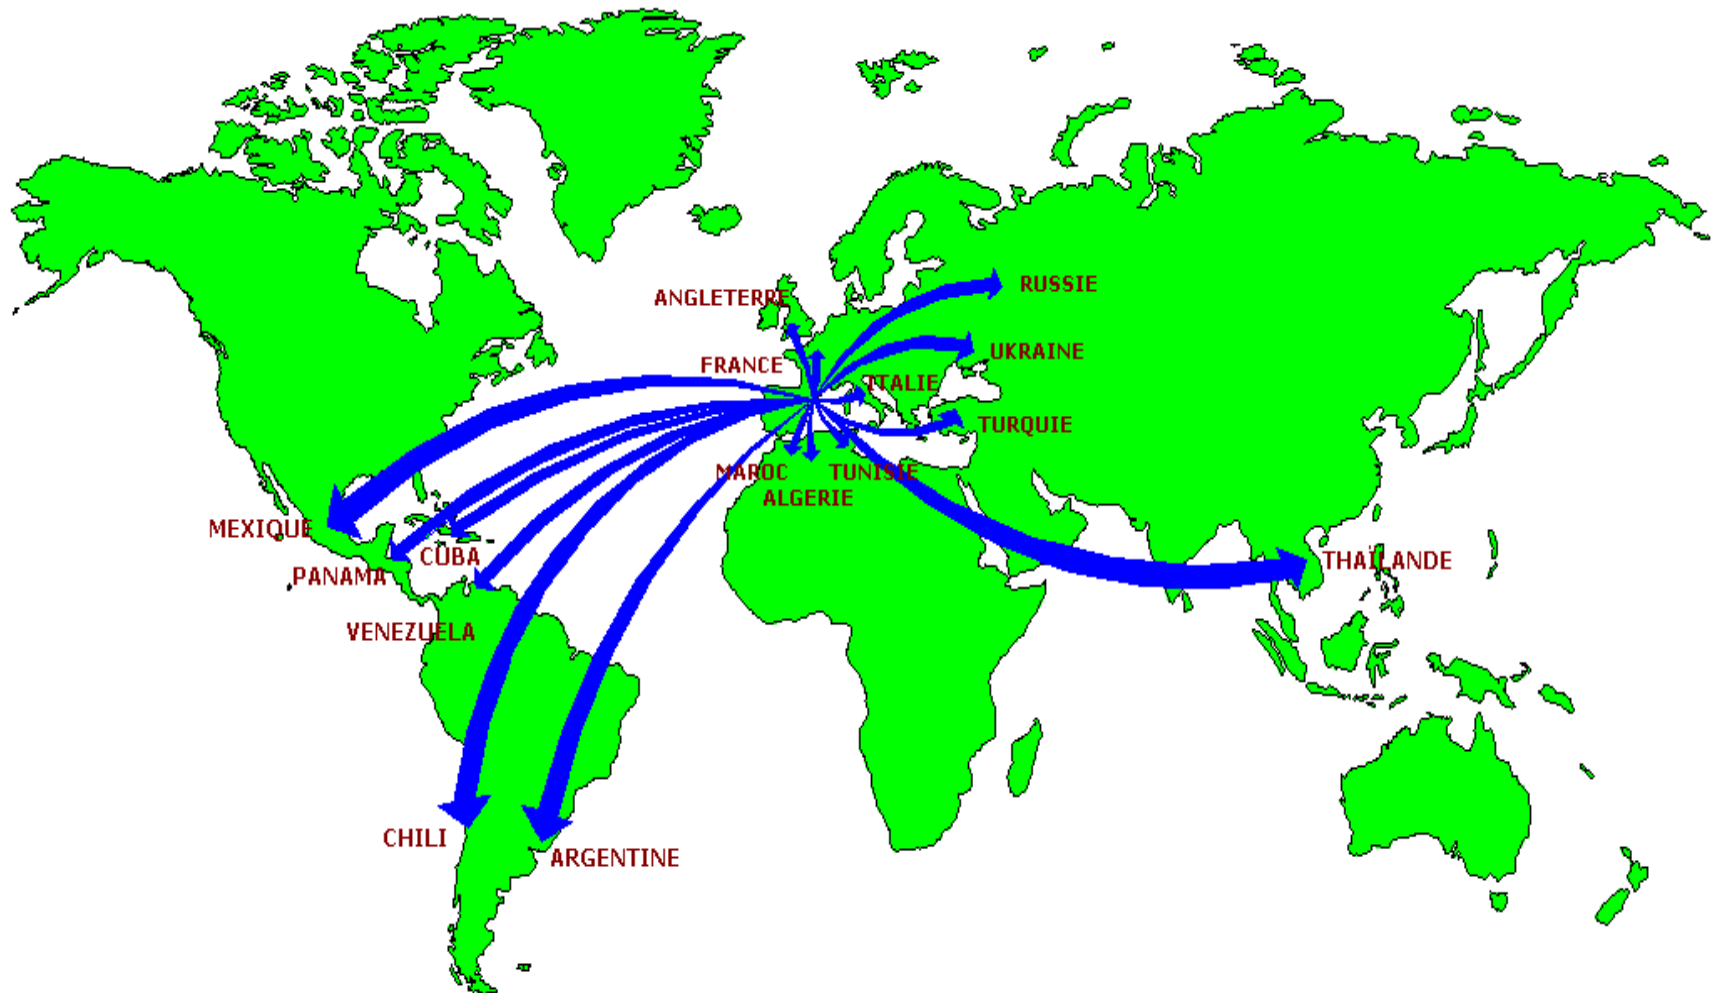 RUSSIE
ANGLETERRE
UKRAINE
FRANCE
ITALIE
TURQUIE
MAROC
TUNISIE
ALGERIE
MEXIQUE
CUBA
THAÏLANDE
PANAMA
VENEZUELA
CHILI
ARGENTINE